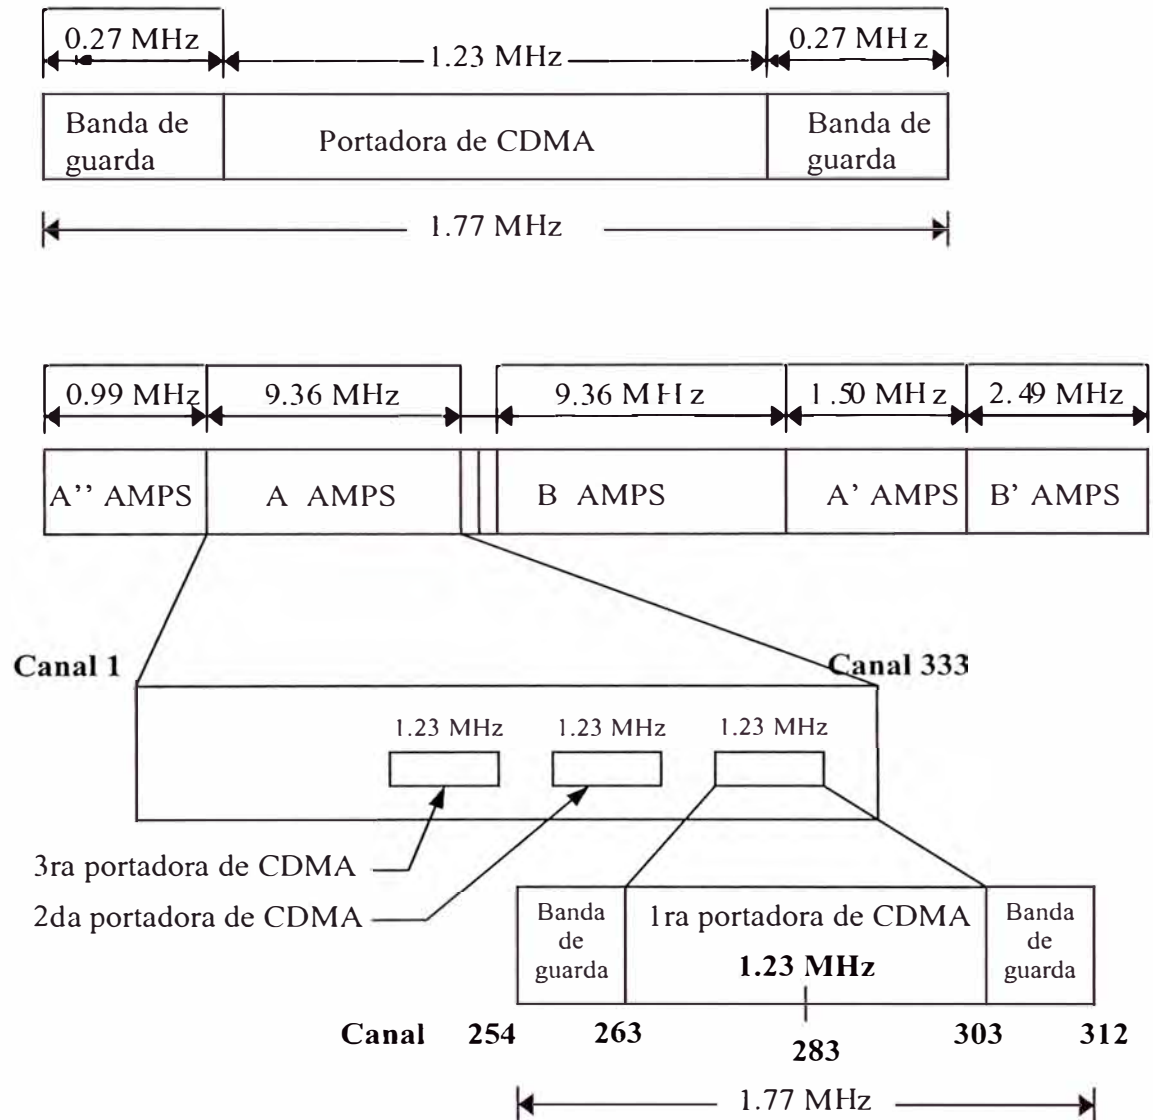 0.27 MHz 1.23 MHz 0.27 MHz
Banda de guarda
Portadora de CDMA
Banda de guarda
1.77 MHz
0.99 MHz 9.36 MHz 9.36 MHz 1.50 MHz 2.49 MHz
A'' AMPS A AMPS B AMPS A' AMPS B' AMPS
Canal 1 Canal 333
1.23 MHz 1.23 MHz 1.23 MHz
3ra portadora de CDMA
2da portadora de CDMA
Banda de guarda
1ra portadora de CDMA
1.23 MHz
Banda de guarda
Canal 254 263 283 303 312
1.77 MHz